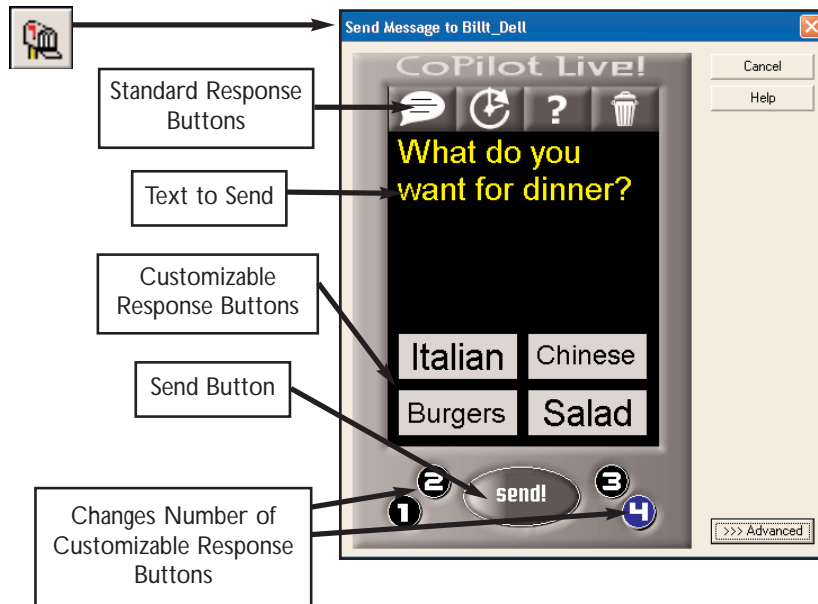 Send Message to Billt_Dell
CoPilot Live!
Cancel
Help
Standard Response
Buttons
?
What do you
want for dinner?
Text to Send
Customizable
Response Buttons
Italian
Chinese
Burgers
Salad
Send Button
1
2
send!
3
4
Changes Number of
Customizable Response
Buttons
>>> Advanced